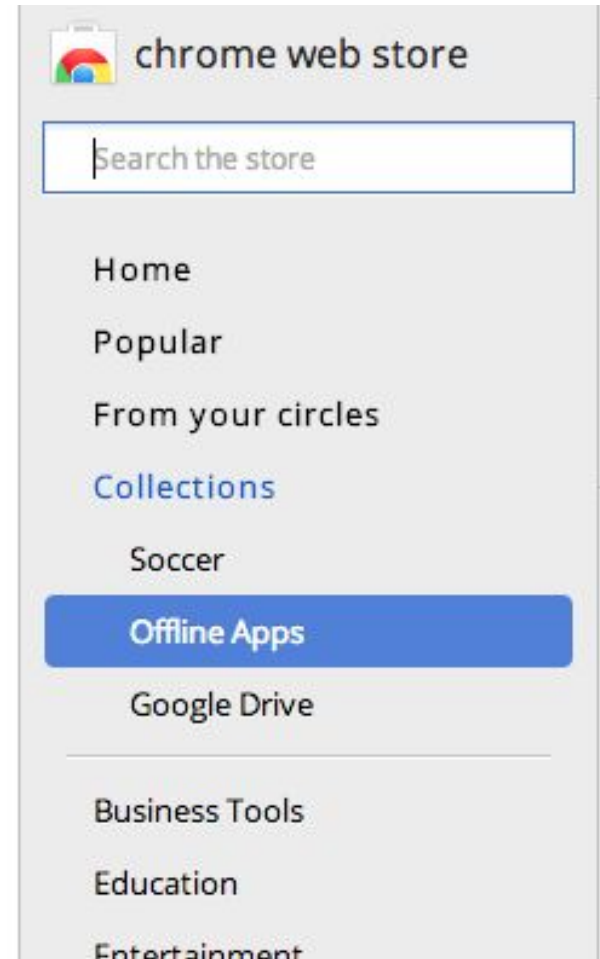 chrome web store
Search the store
Home
Popular
From your circles
Collections
Soccer
Offline Apps
Google Drive
Business Tools
Education
Entertainment